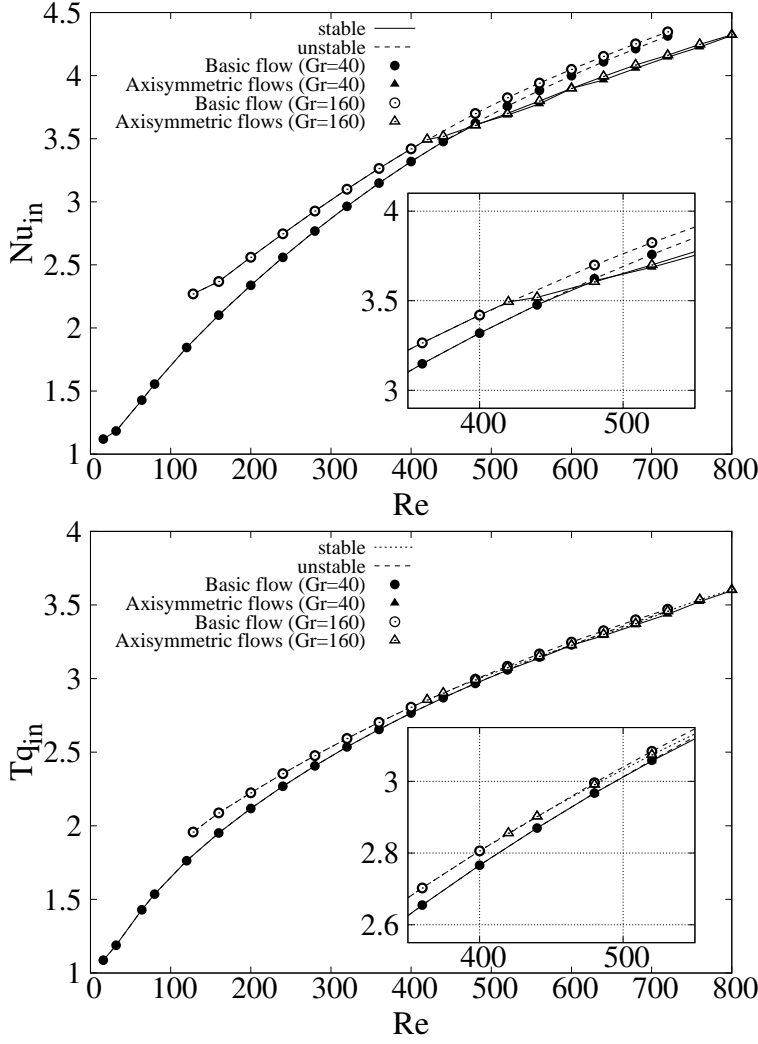 stable
unstable
Basic flow (Gr=40)
Axisymmetric flows (Gr=40)
Basic flow (Gr=160)
Axisymmetric flows (Gr=160)
4.5
4
3.5
3
2.5
2
1.5
1
Nu_in
4
3.5
3
400 500
0 100 200 300 400 500 600 700 800
Re
stable
unstable
Basic flow (Gr=40)
Axisymmetric flows (Gr=40)
Basic flow (Gr=160)
Axisymmetric flows (Gr=160)
4
3.5
3
2.5
2
1.5
1
Tq_in
3
2.8
2.6
400 500
0 100 200 300 400 500 600 700 800
Re